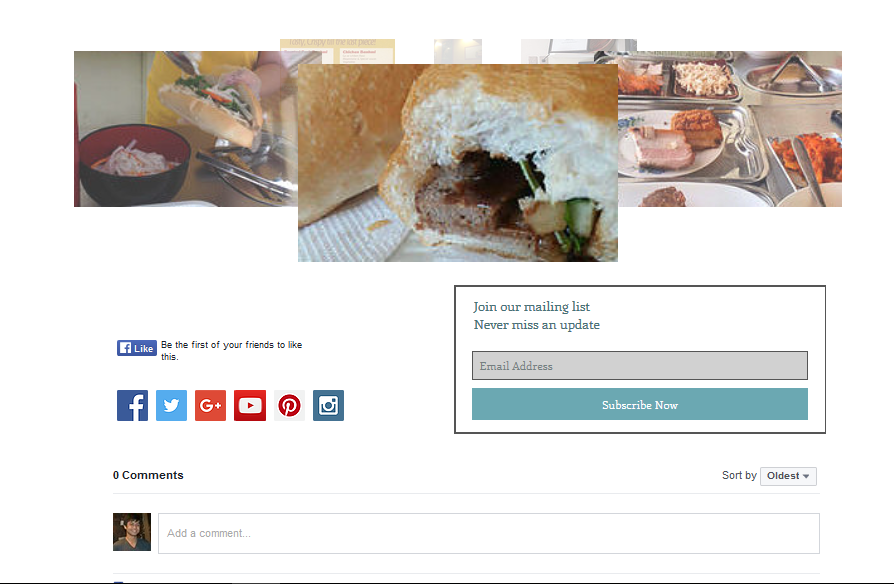 Join our mailing list
Never miss an update
Like
Be the first of your friends to like
this.
Email Address
Subscribe Now
0 Comments
Sort by
Oldest
Add a comment...